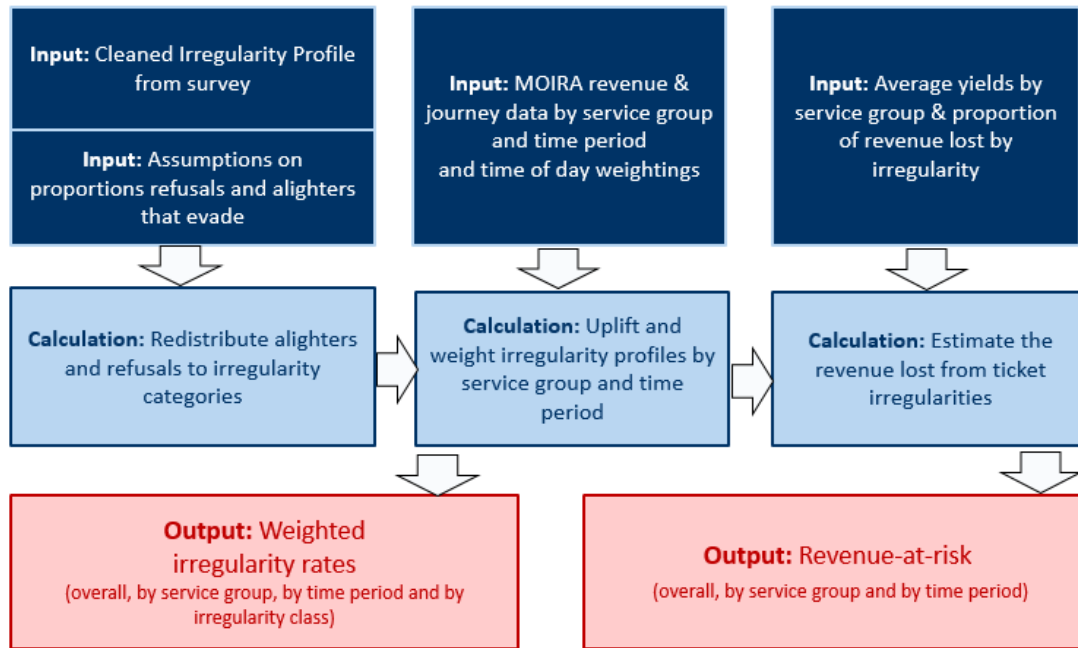 Input: Cleaned Irregularity Profile
from survey
Input: Assumptions on
proportions refusals and alighters
that evade
Input: MOIRA revenue &
journey data by service group
and time period
and time of day weightings
Input: Average yields by
service group & proportion
of revenue lost by
irregularity
Calculation: Redistribute alighters
and refusals to irregularity
categories
Calculation: Uplift and
weight irregularity profiles by
service group and time
period
Calculation: Estimate the
revenue lost from ticket
irregularities
Output: Weighted
irregularity rates
(overall, by service group, by time period and by
irregularity class)
Output: Revenue-at-risk
(overall, by service group and by time period)